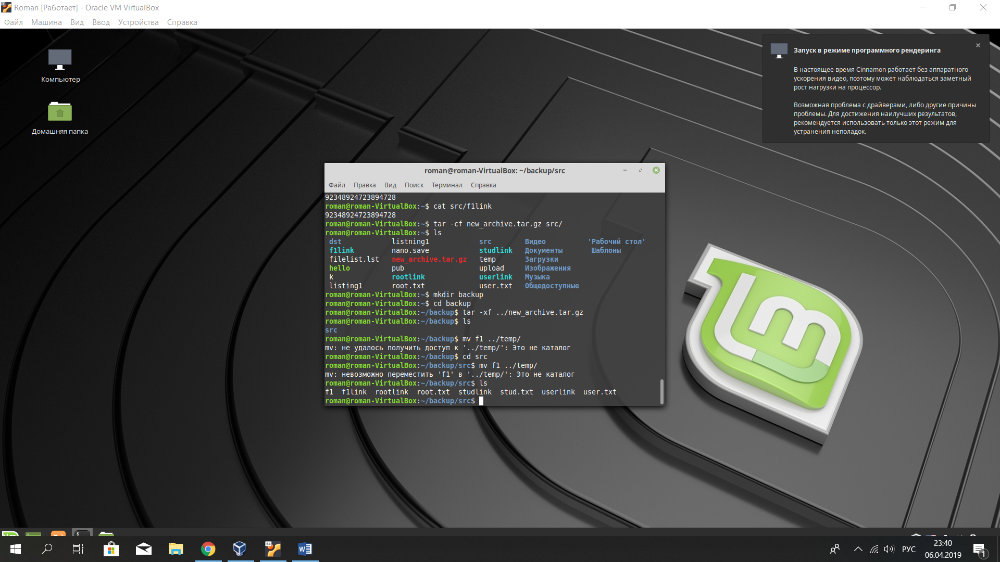 Roman [Работает] - Oracle VM VirtualBox
Файл Машина Вид Ввод Устройства Справка
Компьютер
Домашняя папка
Запуск в режиме программного рендеринга
В настоящее время Cinnamon работает без аппаратного
ускорения видео, поэтому может наблюдаться заметный
рост нагрузки на процессор.
Возможная проблема с драйверами, либо другие причины
проблемы. Для достижения наилучших результатов,
рекомендуется использовать только этот режим для
устранения неполадок.
roman@roman-VirtualBox: ~/backup/src
Файл Правка Вид Поиск Терминал Справка
92348924723894728
roman@roman-VirtualBox:~$ cat src/f1link
92348924723894728
roman@roman-VirtualBox:~$ tar -cf new_archive.tar.gz src/
roman@roman-VirtualBox:~$ ls
dst listning1 src Видео 'Рабочий стол'
f1link nano.save studlink Документы Шаблоны
filelist.lst new_archive.tar.gz temp Загрузки
hello pub upload Изображения
k rootlink userlink Музыка
listing1 root.txt user.txt Общедоступные
roman@roman-VirtualBox:~$ mkdir backup
roman@roman-VirtualBox:~$ cd backup
roman@roman-VirtualBox:~/backup$ tar -xf ../new_archive.tar.gz
roman@roman-VirtualBox:~/backup$ ls
src
roman@roman-VirtualBox:~/backup$ mv f1 ../temp/
mv: не удалось получить доступ к '../temp/': Это не каталог
roman@roman-VirtualBox:~/backup$ cd src
roman@roman-VirtualBox:~/backup/src$ mv f1 ../temp/
mv: невозможно переместить 'f1' в '../temp/': Это не каталог
roman@roman-VirtualBox:~/backup/src$ ls
f1 f1link rootlink root.txt studlink stud.txt userlink user.txt
roman@roman-VirtualBox:~/backup/src$
64
W
РУС
23:40
06.04.2019
1